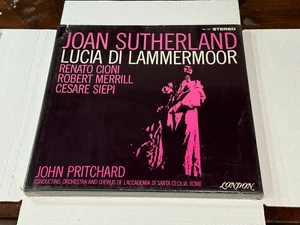 STEREO
JOAN SUTHERLAND
LUCIA DI LAMMERMOOR
RENATO CIONI
ROBERT MERRILL
CESARE SIEPI
JOHN PRITCHARD
CONDUCTING ORCHESTRA AND CHORUS OF L'ACCADEMIA DI SANTA CECILIA, ROME
LONDON